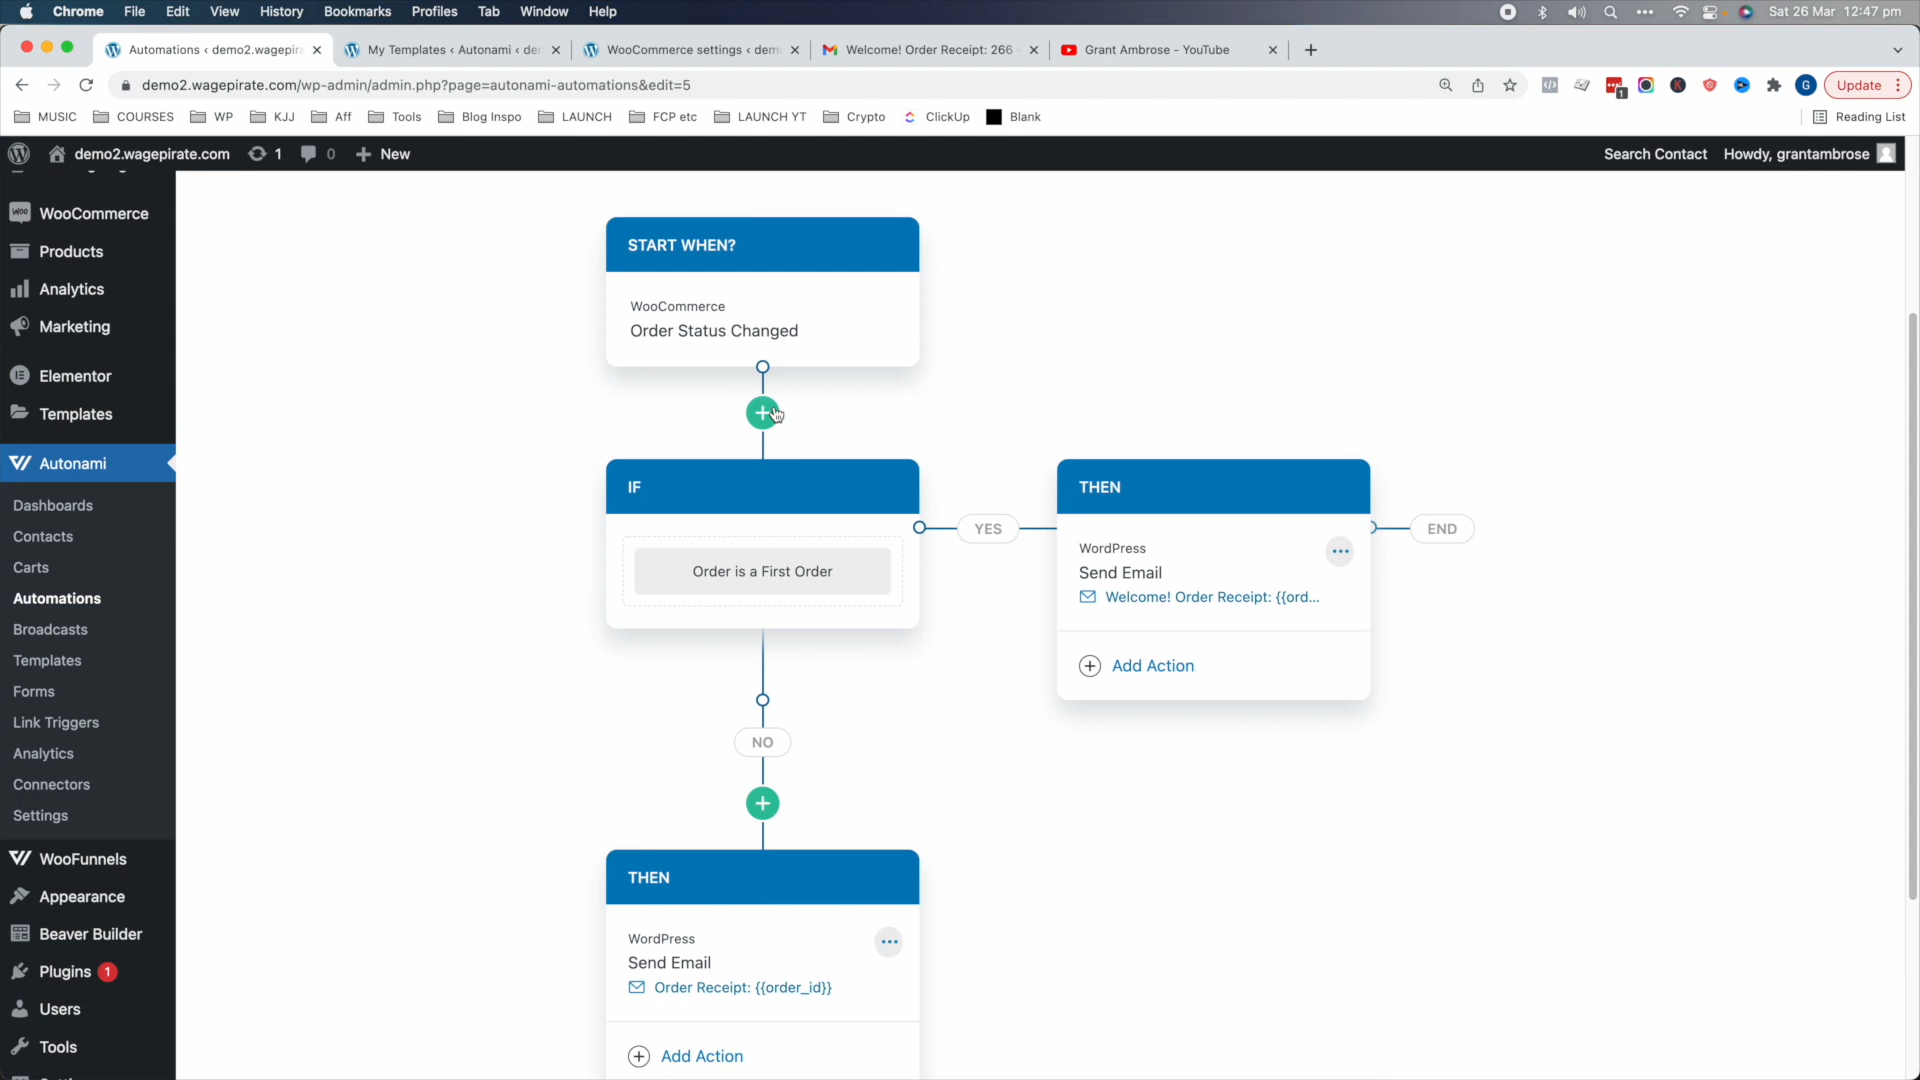 Chrome File Edit View History Bookmarks Profiles Tab Window Help Sat 26 Mar 12:47 pm
Automations ‹ demo2.wagepira My Templates ‹ Autonami ‹ de WooCommerce settings ‹ dem Welcome! Order Receipt: 266 Grant Ambrose - YouTube
demo2.wagepirate.com/wp-admin/admin.php?page=autonami-automations&edit=5 1 G Update
MUSIC COURSES WP KJJ Aff Tools Blog Inspo LAUNCH FCP etc LAUNCH YT Crypto ClickUp Blank Reading List
demo2.wagepirate.com 1 0 New Search Contact Howdy, grantambrose
WooCommerce
Products
Analytics
Marketing
Elementor
Templates
Autonami
Dashboards
Contacts
Carts
Automations
Broadcasts
Templates
Forms
Link Triggers
Analytics
Connectors
Settings
WooFunnels
Appearance
Beaver Builder
Plugins 1
Users
Tools
START WHEN?
WooCommerce
Order Status Changed
IF
Order is a First Order
YES
THEN
WordPress
Send Email
Welcome! Order Receipt: {{ord...
Add Action
END
NO
THEN
WordPress
Send Email
Order Receipt: {{order_id}}
Add Action